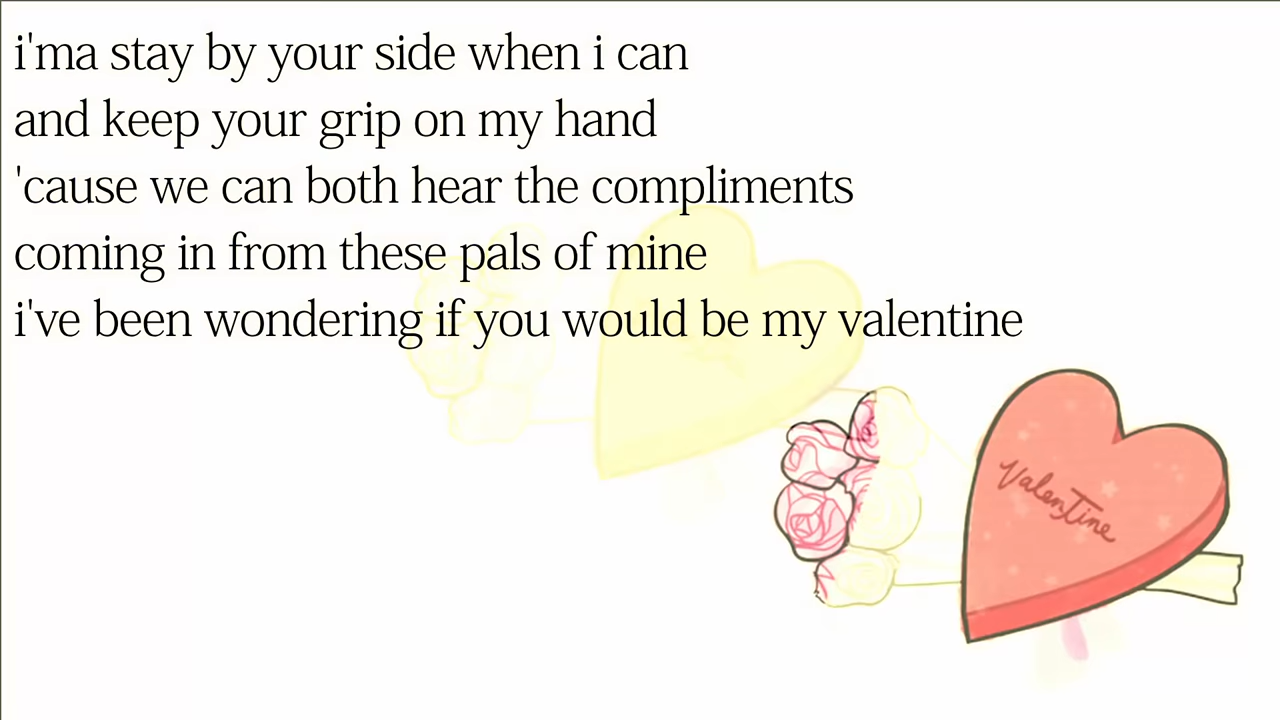 i'ma stay by your side when i can
and keep your grip on my hand
'cause we can both hear the compliments
coming in from these pals of mine
i've been wondering if you would be my valentine
Valentine